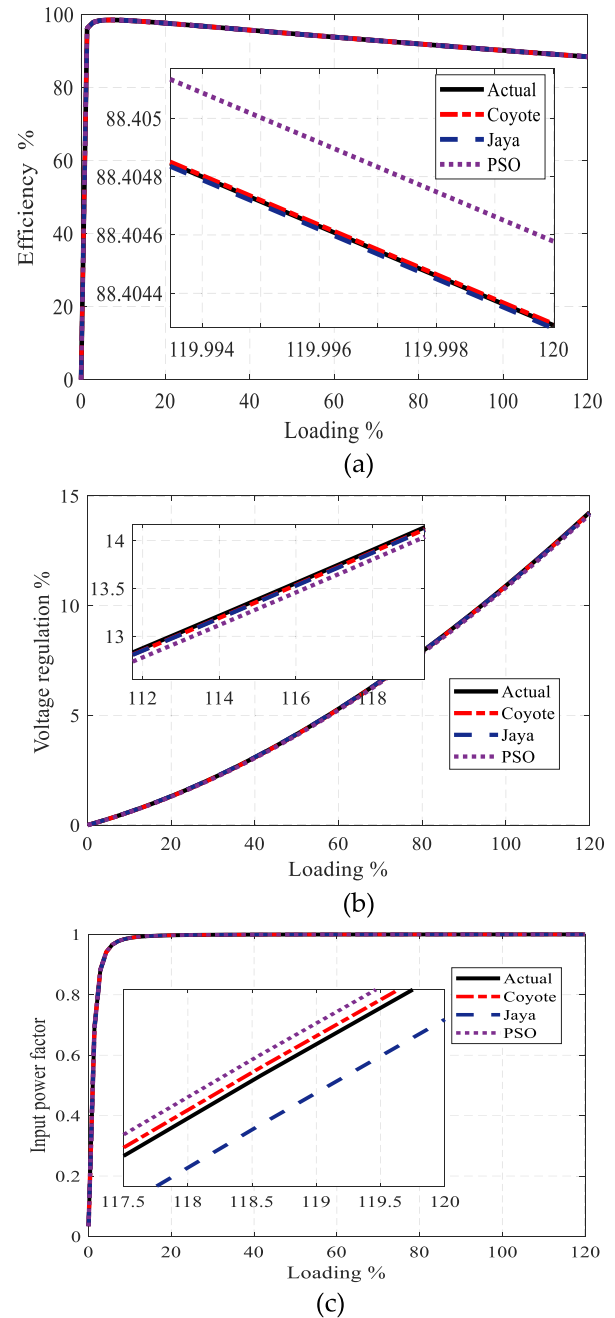 100
80
60
40
20
0
Efficiency %
88.405
88.4048
88.4046
88.4044
119.994
119.996
119.998
120
Actual
Coyote
Jaya
PSO
0
20
40
60
80
100
120
Loading %
(a)
15
10
5
0
Voltage regulation %
14
13.5
13
112
114
116
118
Actual
Coyote
Jaya
PSO
0
20
40
60
80
100
120
Loading %
(b)
1
0.8
0.6
0.4
0.2
0
Input power factor
117.5
118
118.5
119
119.5
120
Actual
Coyote
Jaya
PSO
0
20
40
60
80
100
120
Loading %
(c)